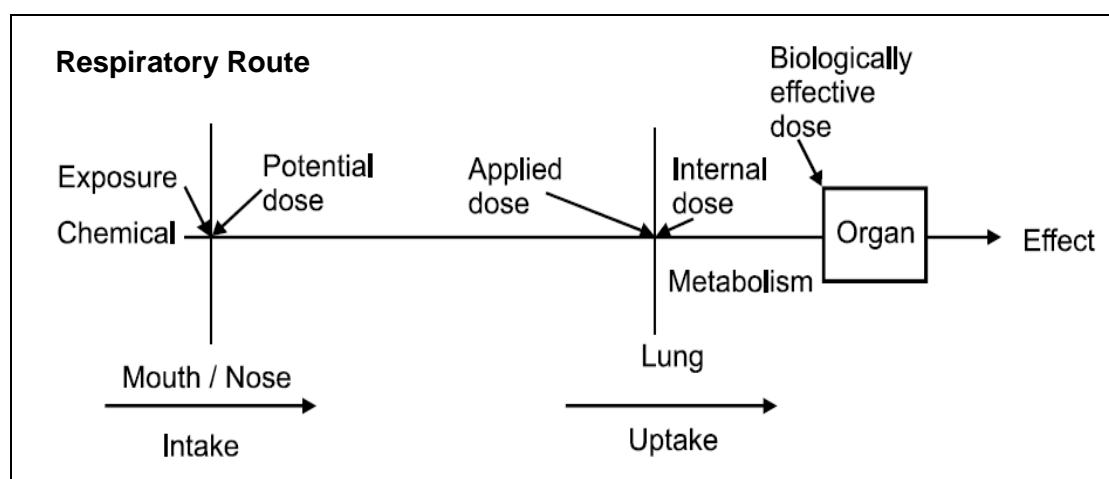 Respiratory Route
Biologically
effective
dose
Exposure
Potential
dose
Applied
dose
Internal
dose
Chemical
Organ
Effect
Metabolism
Lung
Mouth / Nose
Intake
Uptake